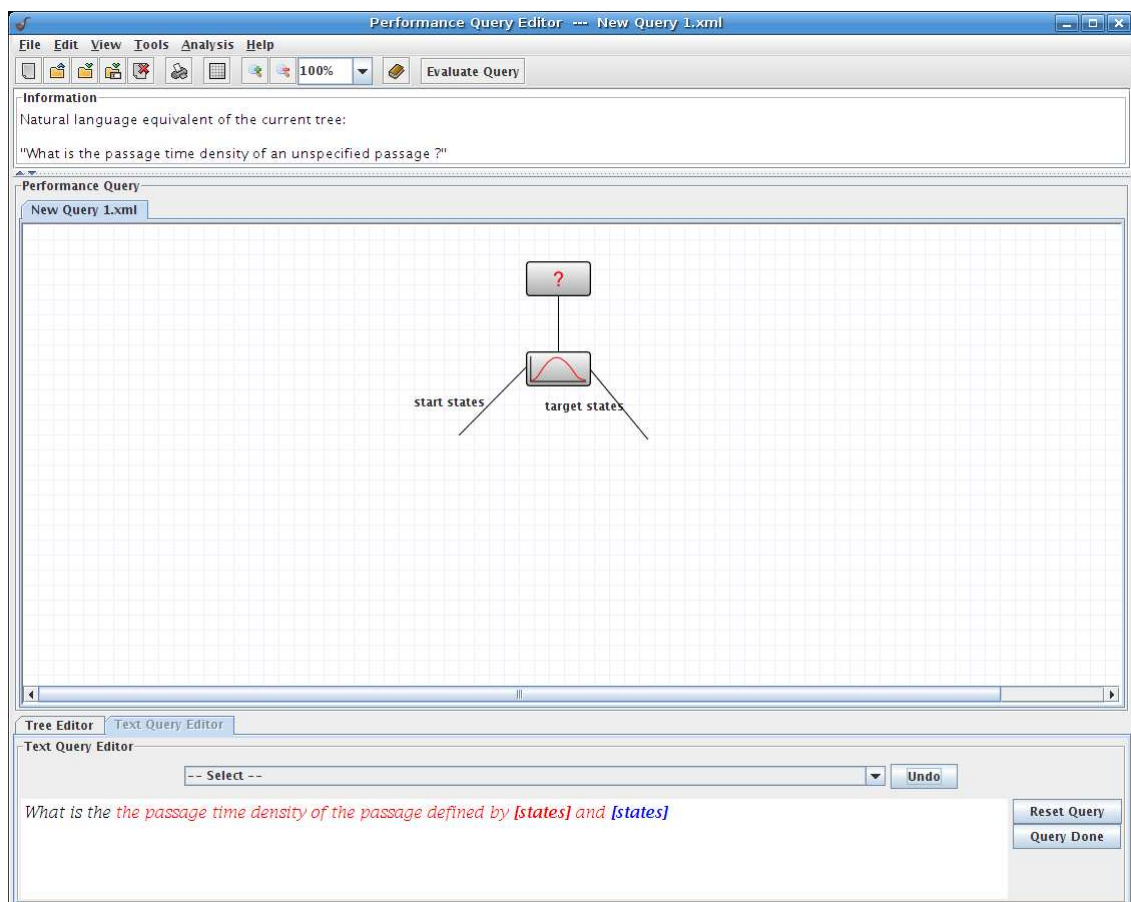 Performance Query Editor --- New Query 1.xml
File Edit View Tools Analysis Help
100% Evaluate Query
Information
Natural language equivalent of the current tree:
"What is the passage time density of an unspecified passage ?"
Performance Query
New Query 1.xml
?
start states
target states
Tree Editor Text Query Editor
Text Query Editor
-- Select -- Undo
What is the the passage time density of the passage defined by [states] and [states]
Reset Query
Query Done